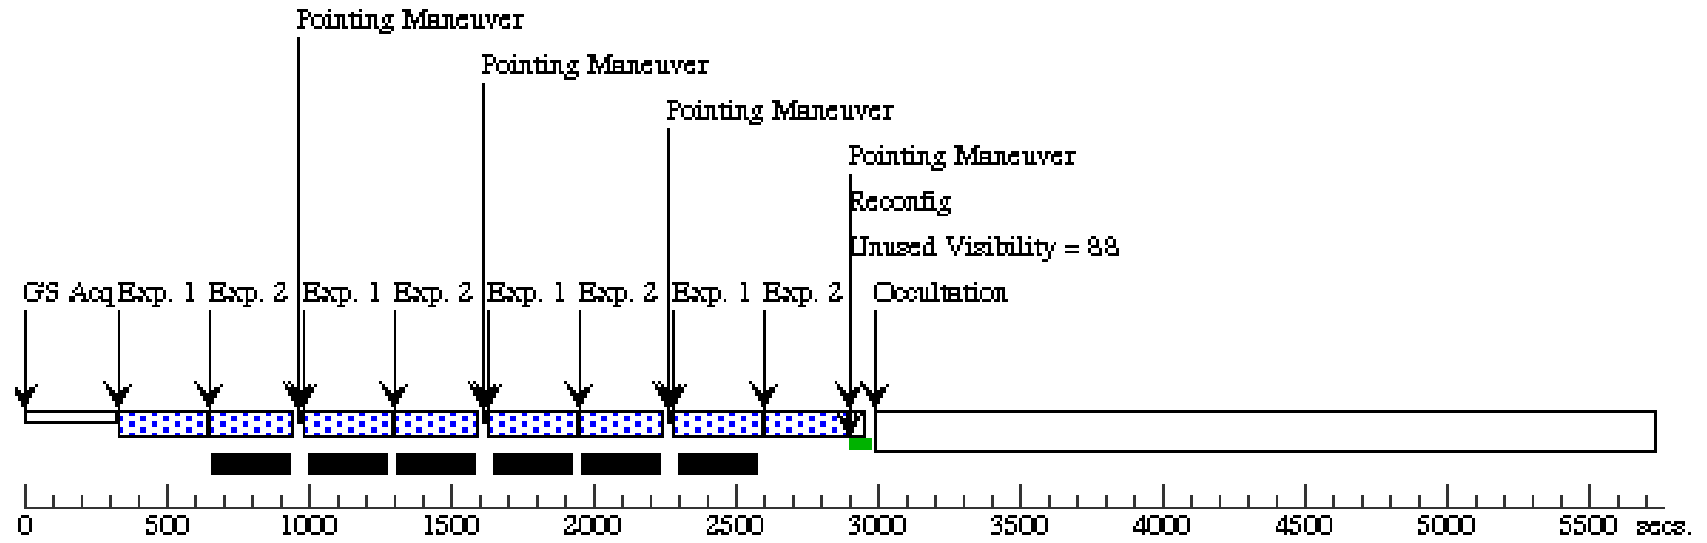 Pointing Maneuver
Pointing Maneuver
Pointing Maneuver
Pointing Maneuver
Reconfig
Unused Visibility = 88
GS Acq Exp. 1 Exp. 2 Exp. 1 Exp. 2 Exp. 1 Exp. 2 Exp. 1 Exp. 2 Occultation
0 500 1000 1500 2000 2500 3000 3500 4000 4500 5000 5500 secs.